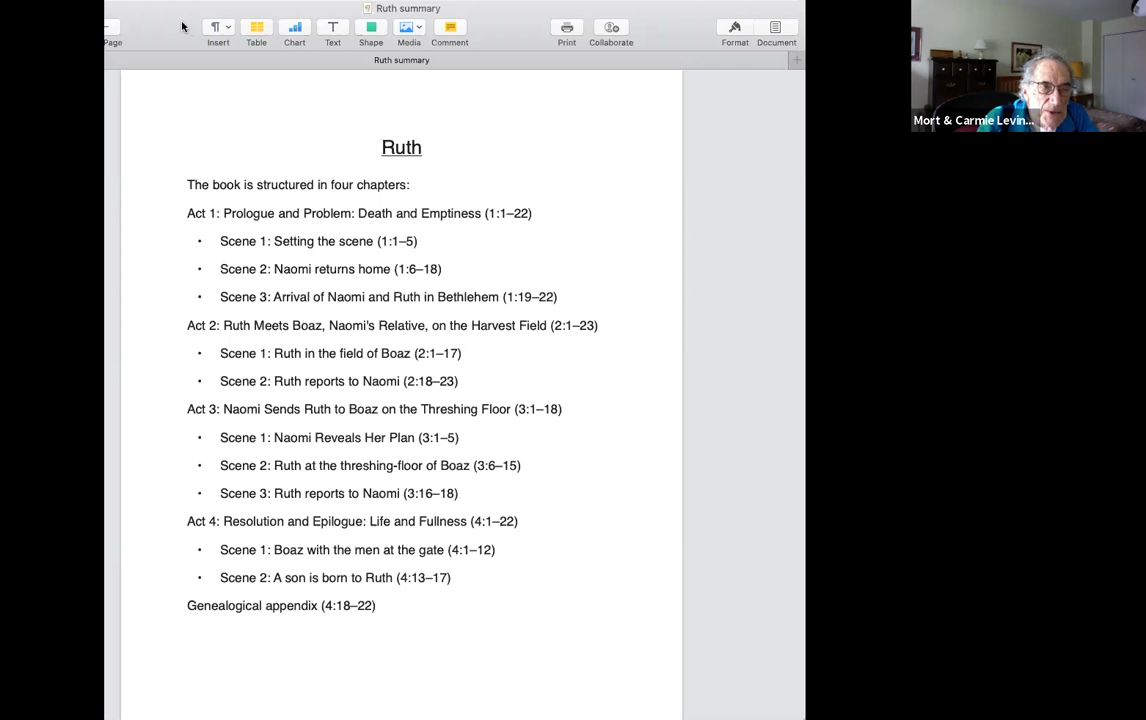 Ruth summary
Page
Insert
Table
Chart
Text
Shape
Media
Comment
Print
Collaborate
Format
Document
Ruth summary
Mort & Carmie Levin...
Ruth
The book is structured in four chapters:
Act 1: Prologue and Problem: Death and Emptiness (1:1–22)
• Scene 1: Setting the scene (1:1–5)
• Scene 2: Naomi returns home (1:6–18)
• Scene 3: Arrival of Naomi and Ruth in Bethlehem (1:19–22)
Act 2: Ruth Meets Boaz, Naomi's Relative, on the Harvest Field (2:1–23)
• Scene 1: Ruth in the field of Boaz (2:1–17)
• Scene 2: Ruth reports to Naomi (2:18–23)
Act 3: Naomi Sends Ruth to Boaz on the Threshing Floor (3:1–18)
• Scene 1: Naomi Reveals Her Plan (3:1–5)
• Scene 2: Ruth at the threshing-floor of Boaz (3:6–15)
• Scene 3: Ruth reports to Naomi (3:16–18)
Act 4: Resolution and Epilogue: Life and Fullness (4:1–22)
• Scene 1: Boaz with the men at the gate (4:1–12)
• Scene 2: A son is born to Ruth (4:13–17)
Genealogical appendix (4:18–22)